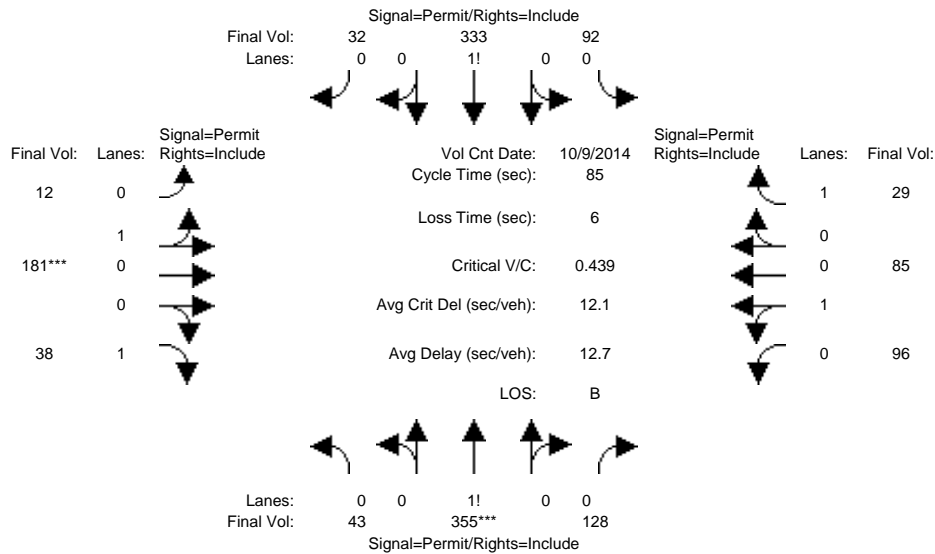 Signal=Permit/Rights=Include
Final Vol: 32 333 92
Lanes: 0 0 1! 0 0
Signal=Permit
Final Vol: Lanes: Rights=Include
Vol Cnt Date: 10/9/2014
Signal=Permit
Rights=Include Lanes: Final Vol:
Cycle Time (sec): 85
12 0
1 29
Loss Time (sec): 6
1
0
181*** 0
Critical V/C: 0.439
0 85
0
Avg Crit Del (sec/veh): 12.1
1
38 1
Avg Delay (sec/veh): 12.7
0 96
LOS: B
Lanes: 0 0 1! 0 0
Final Vol: 43 355*** 128
Signal=Permit/Rights=Include